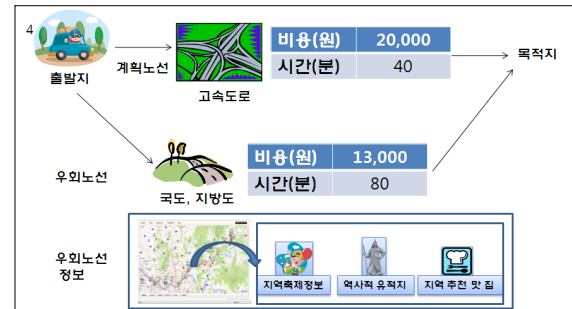 4
출발지
계획노선
고속도로
비용(원) 20,000
시간(분) 40
목적지
우회노선
국도, 지방도
비용(원) 13,000
시간(분) 80
우회노선
정보
지역축제정보
역사적 유적지
지역 추천 맛 집